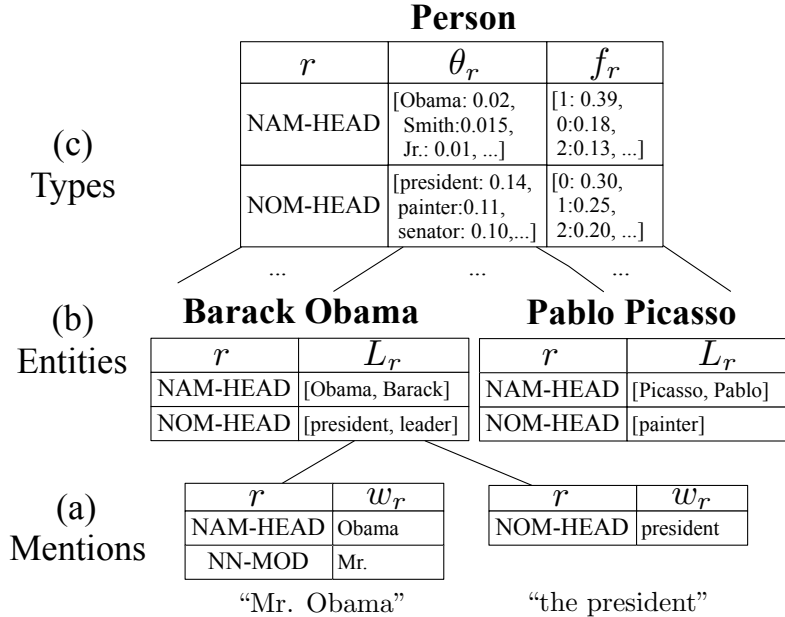 Person
r θ_r f_r
(c)
Types
NAM-HEAD
[Obama: 0.02,
Smith:0.015,
Jr.: 0.01, ...]
[1: 0.39,
0:0.18,
2:0.13, ...]
NOM-HEAD
[president: 0.14,
painter:0.11,
senator: 0.10,...]
[0: 0.30,
1:0.25,
2:0.20, ...]
... ... ...
(b)
Entities
Barack Obama
r L_r
NAM-HEAD [Obama, Barack]
NOM-HEAD [president, leader]
Pablo Picasso
r L_r
NAM-HEAD [Picasso, Pablo]
NOM-HEAD [painter]
(a)
Mentions
r w_r
NAM-HEAD Obama
NN-MOD Mr.
“Mr. Obama”
r w_r
NOM-HEAD president
“the president”